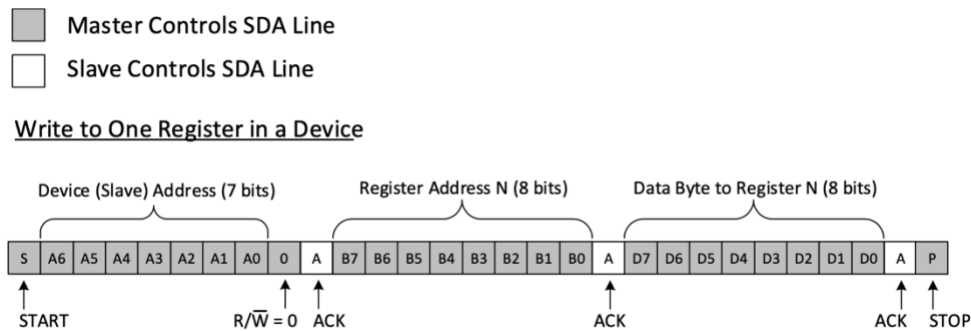 Master Controls SDA Line
Slave Controls SDA Line
Write to One Register in a Device
Device (Slave) Address (7 bits) Register Address N (8 bits) Data Byte to Register N (8 bits)
S A6 A5 A4 A3 A2 A1 A0 0 A B7 B6 B5 B4 B3 B2 B1 B0 A D7 D6 D5 D4 D3 D2 D1 D0 A P
START R/W̅ = 0 ACK ACK ACK STOP